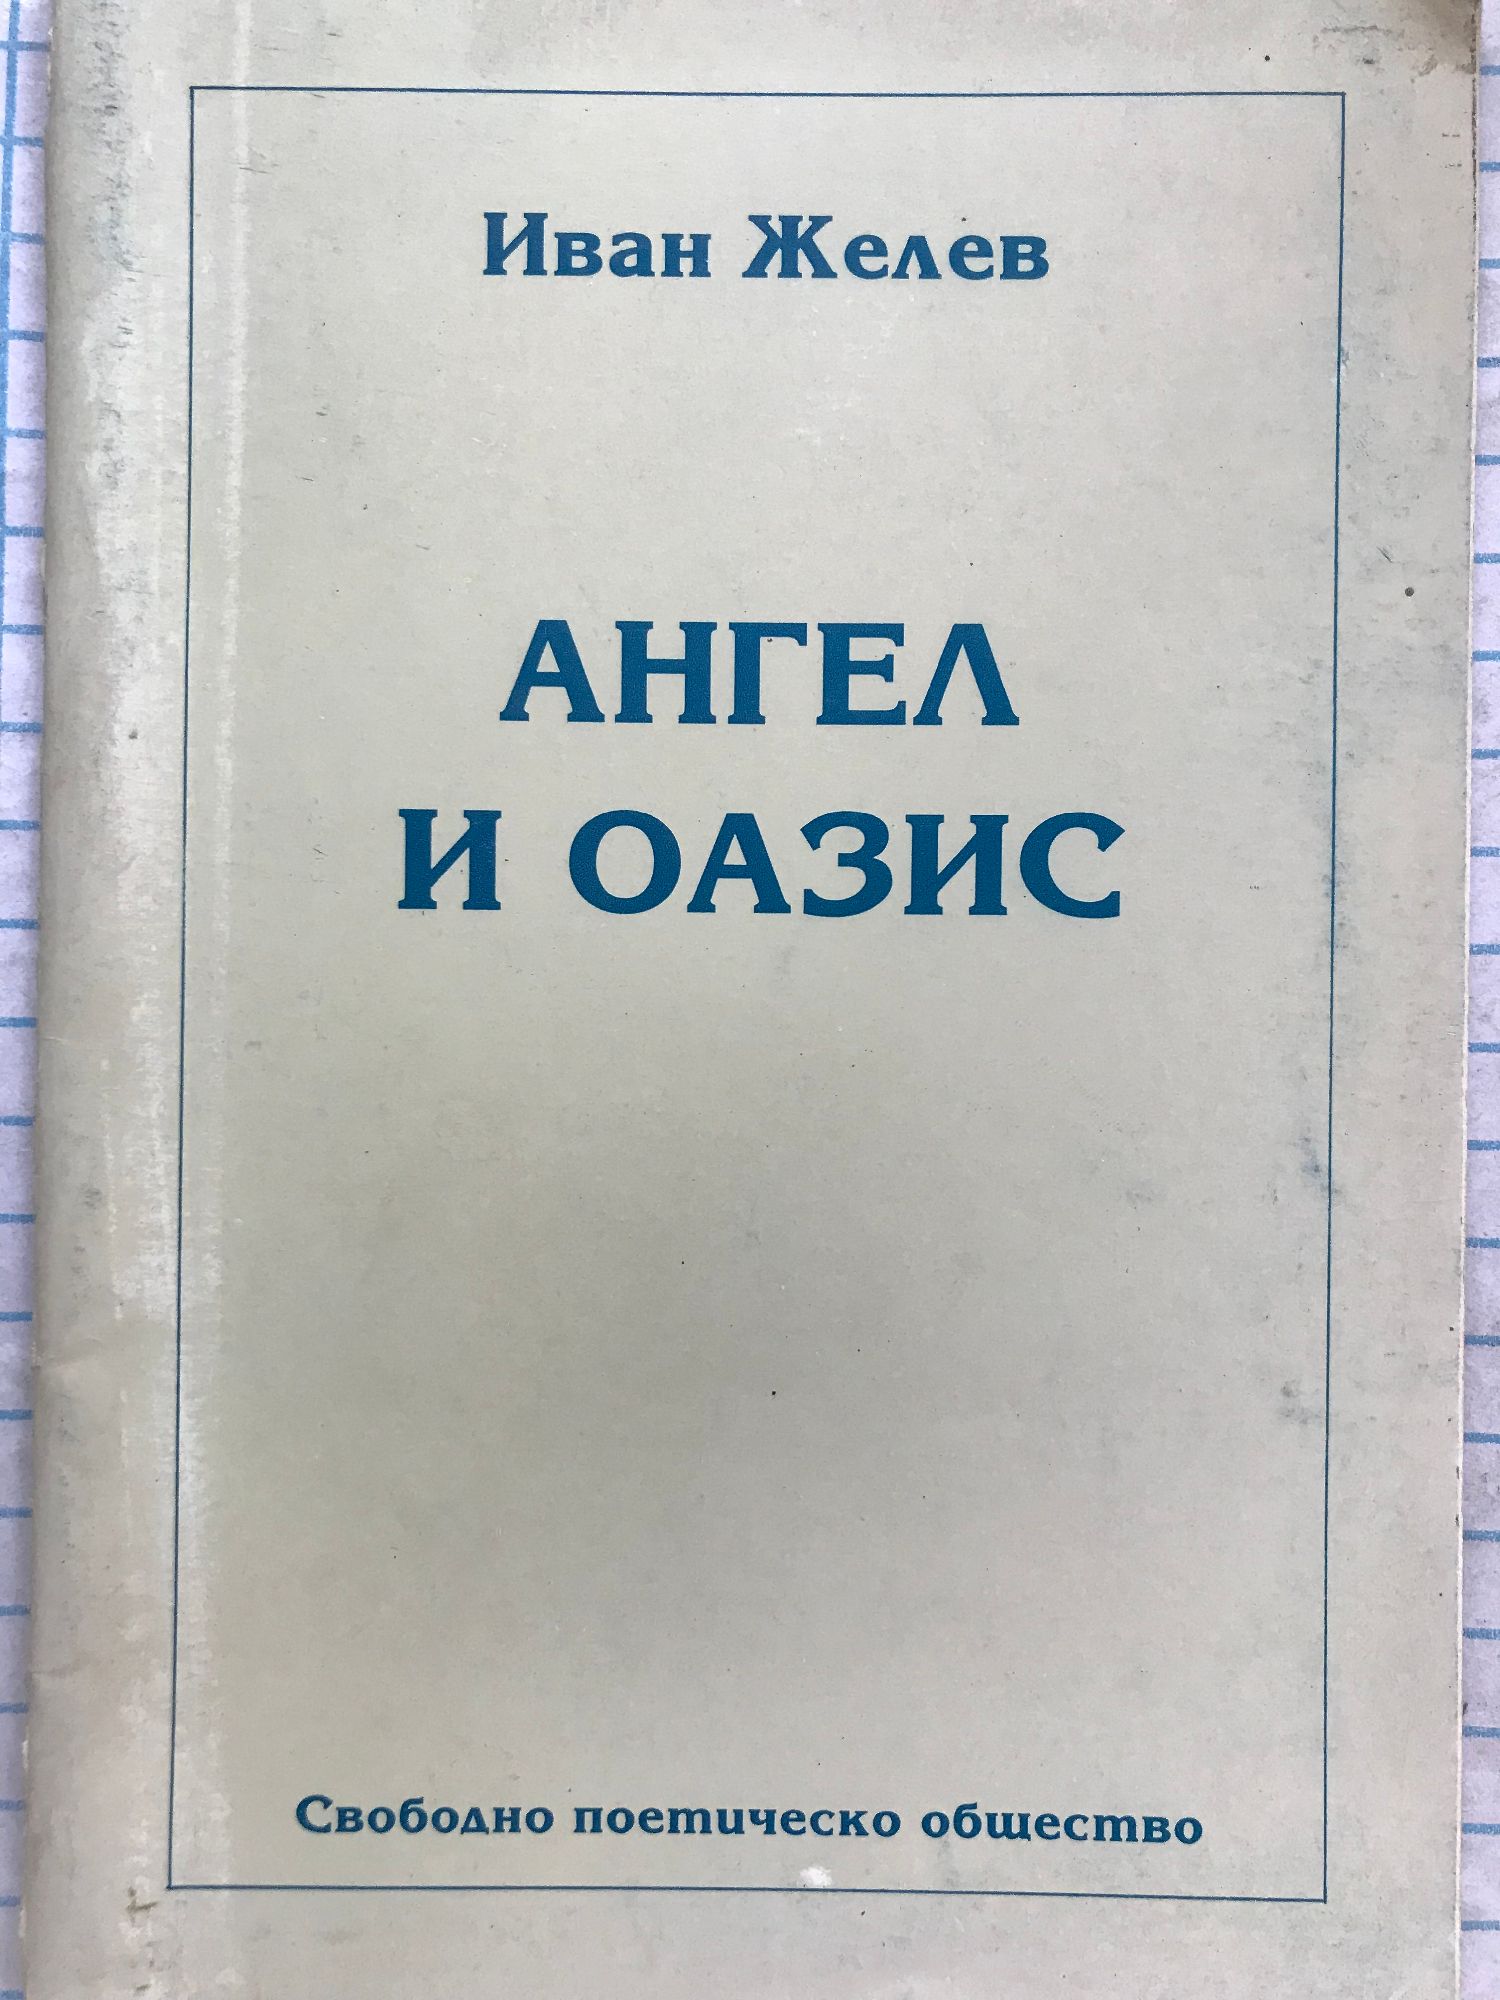 Иван Желев
АНГЕЛ
И ОАЗИС
Свободно поетическо общество